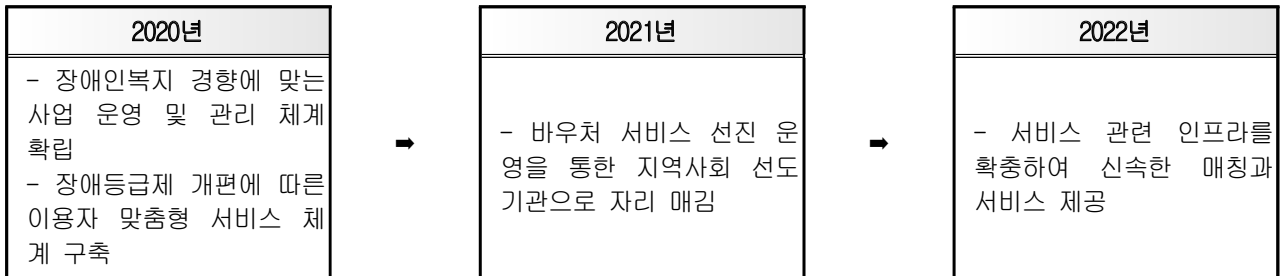 2020년
- 장애인복지 경향에 맞는
사업 운영 및 관리 체계
확립
- 장애등급제 개편에 따른
이용자 맞춤형 서비스 체
계 구축
➡
2021년
- 바우처 서비스 선진 운
영을 통한 지역사회 선도
기관으로 자리 매김
➡
2022년
- 서비스 관련 인프라를
확충하여 신속한 매칭과
서비스 제공